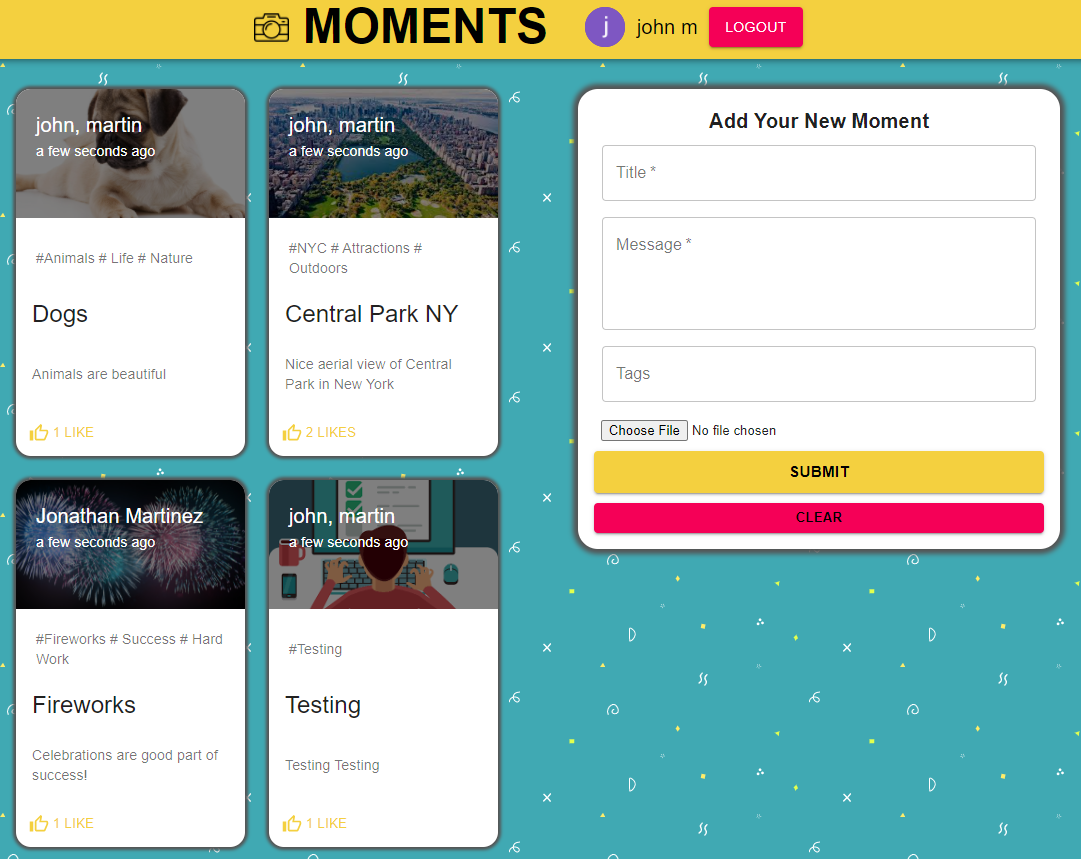 MOMENTS
j
john m
LOGOUT
john, martin
a few seconds ago
#Animals # Life # Nature
Dogs
Animals are beautiful
1 LIKE
john, martin
a few seconds ago
#NYC # Attractions #
Outdoors
Central Park NY
Nice aerial view of Central
Park in New York
2 LIKES
Jonathan Martinez
a few seconds ago
#Fireworks # Success # Hard
Work
Fireworks
Celebrations are good part of
success!
1 LIKE
john, martin
a few seconds ago
#Testing
Testing
Testing Testing
1 LIKE
Add Your New Moment
Title *
Message *
Tags
Choose File No file chosen
SUBMIT
CLEAR